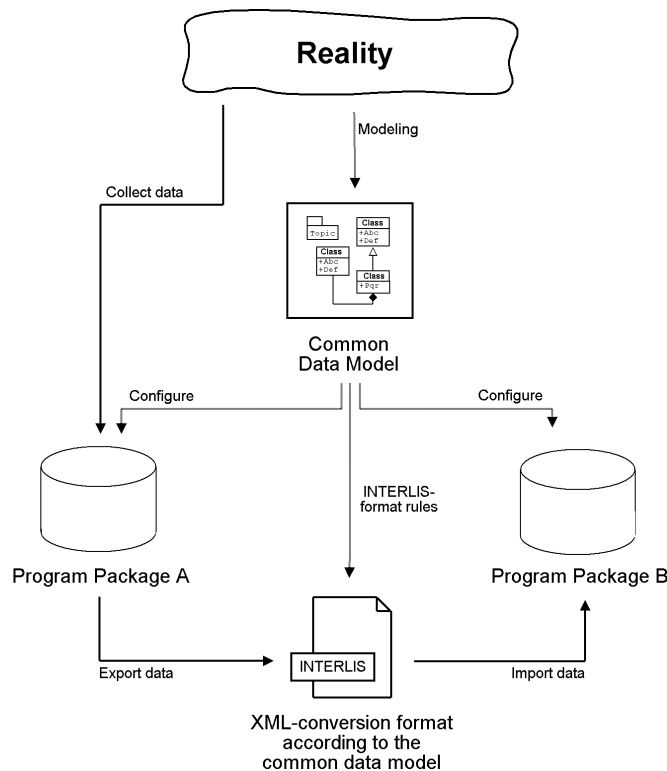 Reality
Modeling
Collect data
Topic
Class
+Abc
+Def
Class
+Abc
+Def
Class
+Pqr
Common
Data Model
Configure
Configure
INTERLIS-
format rules
Program Package A
Program Package B
INTERLIS
Export data
Import data
XML-conversion format
according to the
common data model